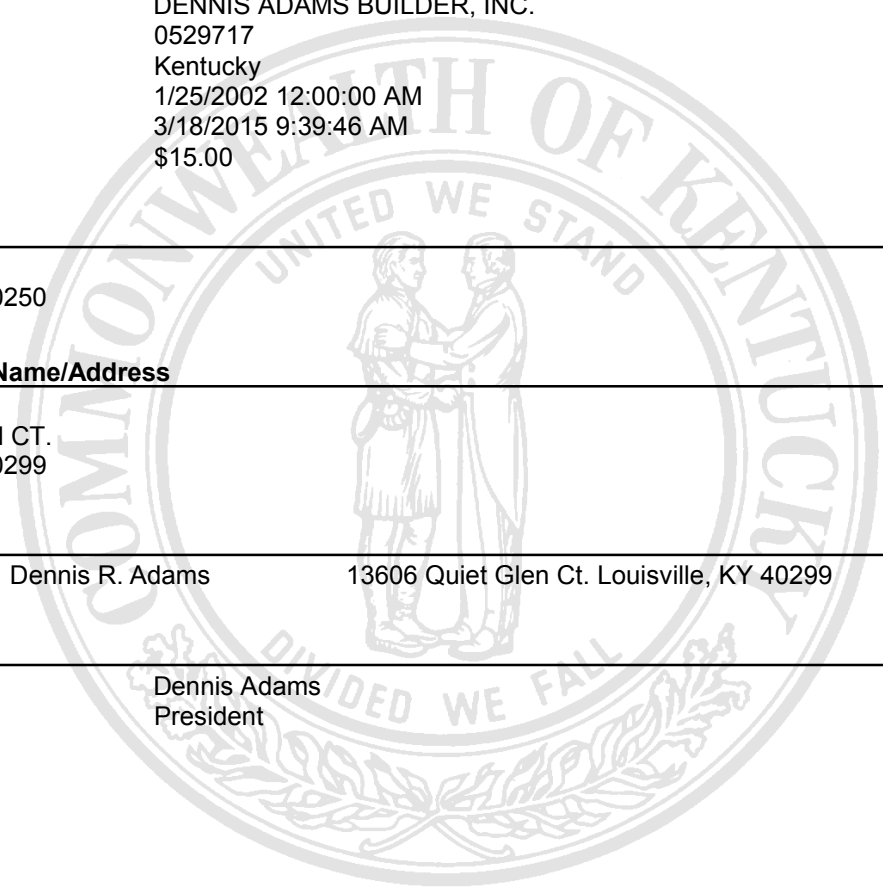 DENNIS ADAMS BUILDER, INC.
0529717
Kentucky
1/25/2002 12:00:00 AM
3/18/2015 9:39:46 AM
$15.00
0250
Name/Address
CT.
0299
Dennis R. Adams 13606 Quiet Glen Ct. Louisville, KY 40299
Dennis Adams
President
COMMONWEALTH OF KENTUCKY
UNITED WE STAND
DIVIDED WE FALL